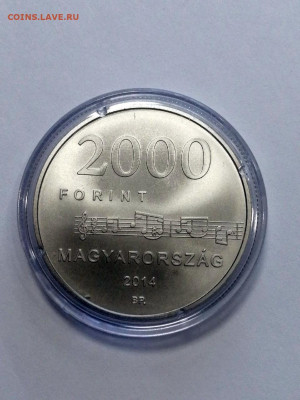 COINS.LAVE.RU
2000
FORINT
MAGYARORSZÁG
2014
BP.